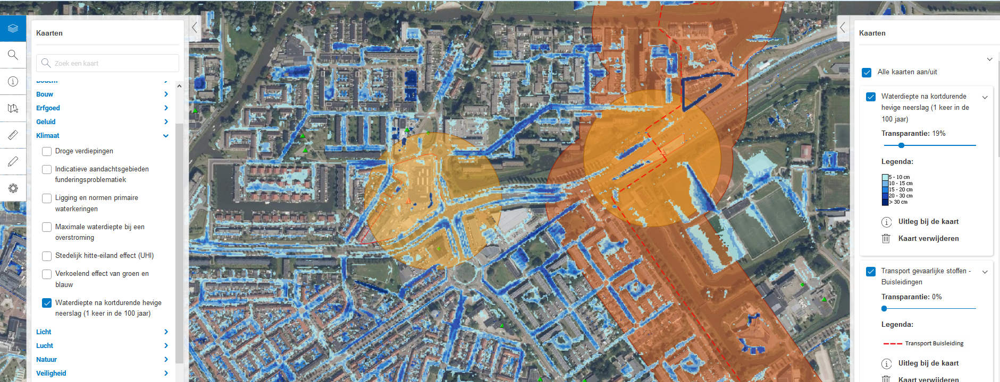 Kaarten
Zoek een kaart
Bodem
Bouw
Erfgoed
Geluid
Klimaat
Droge verdiepingen
Indicatieve aandachtsgebieden
funderingsproblematiek
Ligging en normen primaire
waterkeringen
Maximale waterdiepte bij een
overstroming
Stedelijk hitte-eiland effect (UHI)
Verkoelend effect van groen en
blauw
Waterdiepte na kortdurende hevige
neerslag (1 keer in de 100 jaar)
Licht
Lucht
Natuur
Veiligheid
Kaarten
Alle kaarten aan/uit
Waterdiepte na kortdurende
hevige neerslag (1 keer in de
100 jaar)
Transparantie: 19%
Legenda:
5 - 10 cm
10 - 15 cm
15 - 20 cm
20 - 30 cm
> 30 cm
Uitleg bij de kaart
Kaart verwijderen
Transport gevaarlijke stoffen -
Buisleidingen
Transparantie: 0%
Legenda:
Transport Buisleiding
Uitleg bij de kaart
Kaart verwijderen